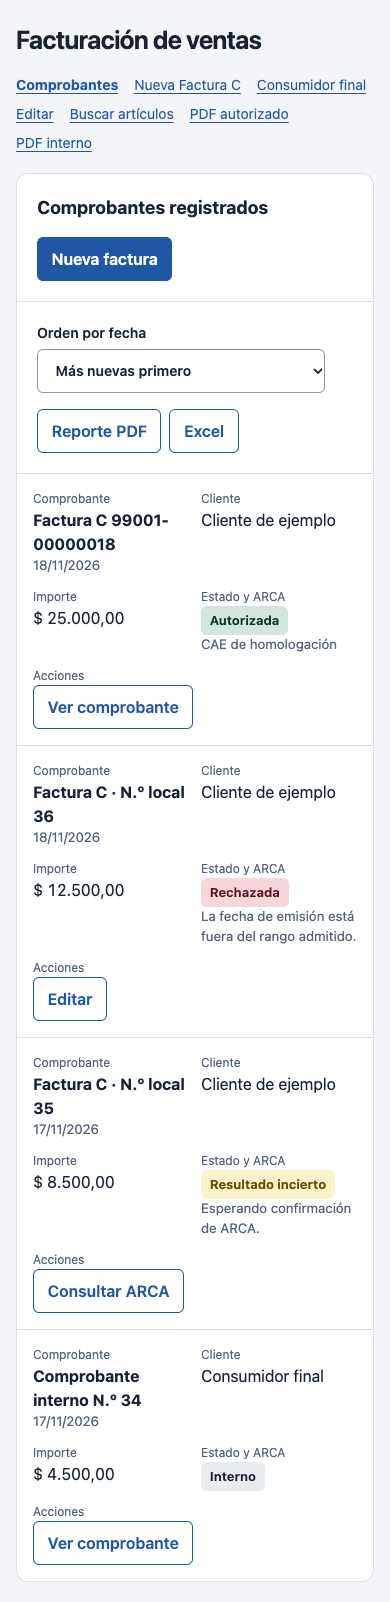 Facturación de ventas
Comprobantes Nueva Factura C Consumidor final
Editar Buscar artículos PDF autorizado
PDF interno
Comprobantes registrados
Nueva factura
Orden por fecha
Más nuevas primero
Reporte PDF Excel
Comprobante Cliente
Factura C 99001- Cliente de ejemplo
00000018
18/11/2026
Importe Estado y ARCA
$ 25.000,00 Autorizada
CAE de homologación
Acciones
Ver comprobante
Comprobante Cliente
Factura C · N.º local Cliente de ejemplo
36
18/11/2026
Importe Estado y ARCA
$ 12.500,00 Rechazada
La fecha de emisión está
fuera del rango admitido.
Acciones
Editar
Comprobante Cliente
Factura C · N.º local Cliente de ejemplo
35
17/11/2026
Importe Estado y ARCA
$ 8.500,00 Resultado incierto
Esperando confirmación
de ARCA.
Acciones
Consultar ARCA
Comprobante Cliente
Comprobante Consumidor final
interno N.º 34
17/11/2026
Importe Estado y ARCA
$ 4.500,00 Interno
Acciones
Ver comprobante